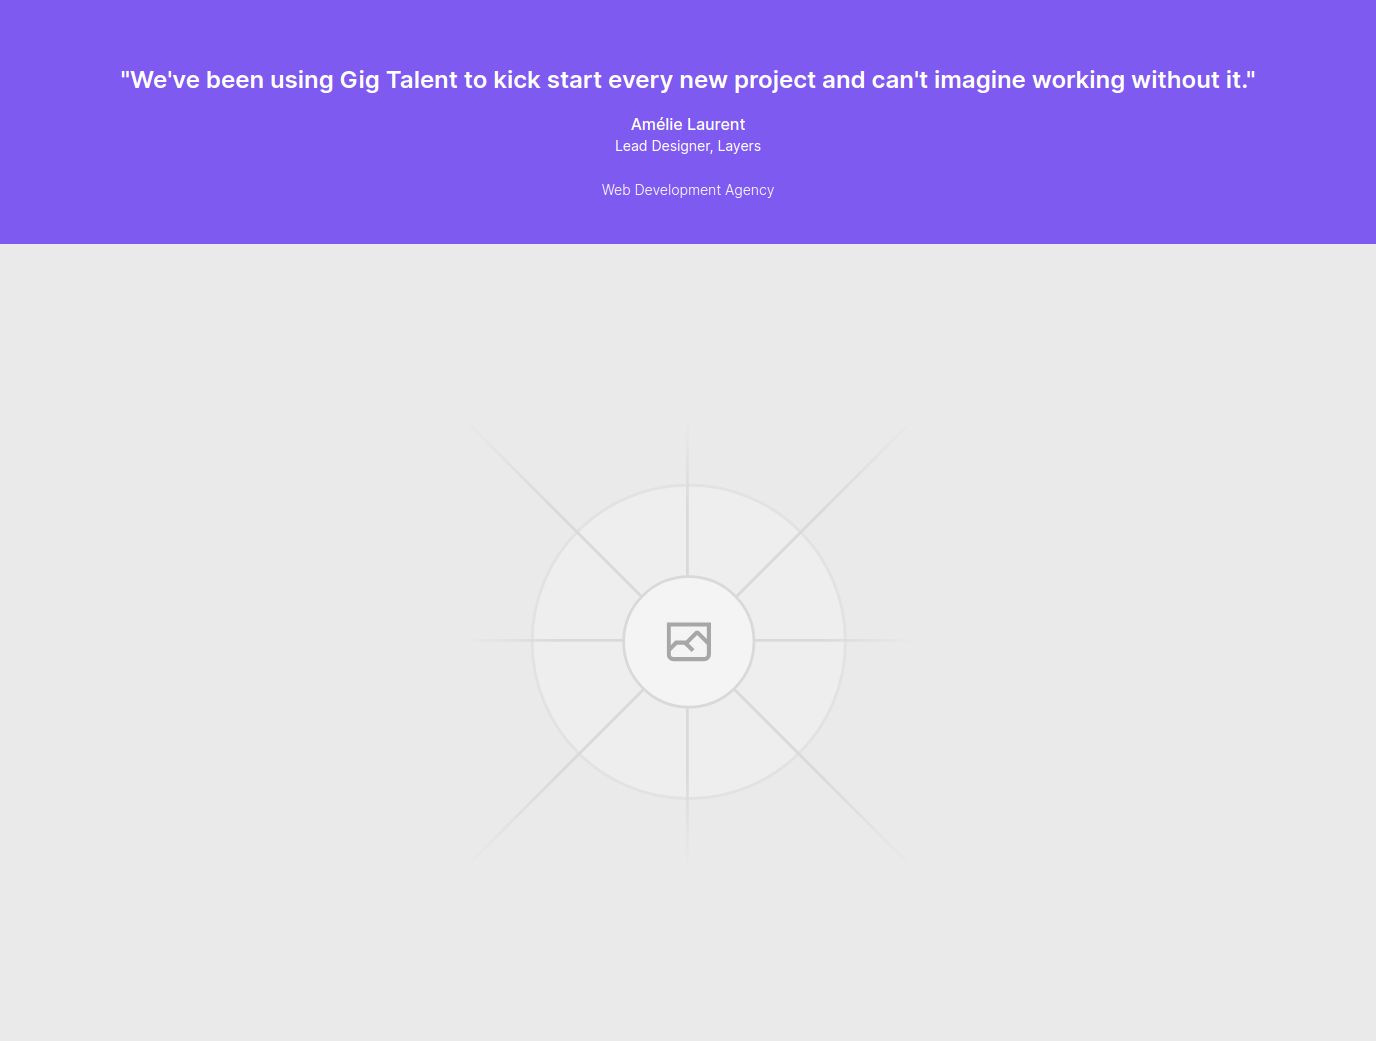 "We've been using Gig Talent to kick start every new project and can't imagine working without it."
Amélie Laurent
Lead Designer, Layers
Web Development Agency